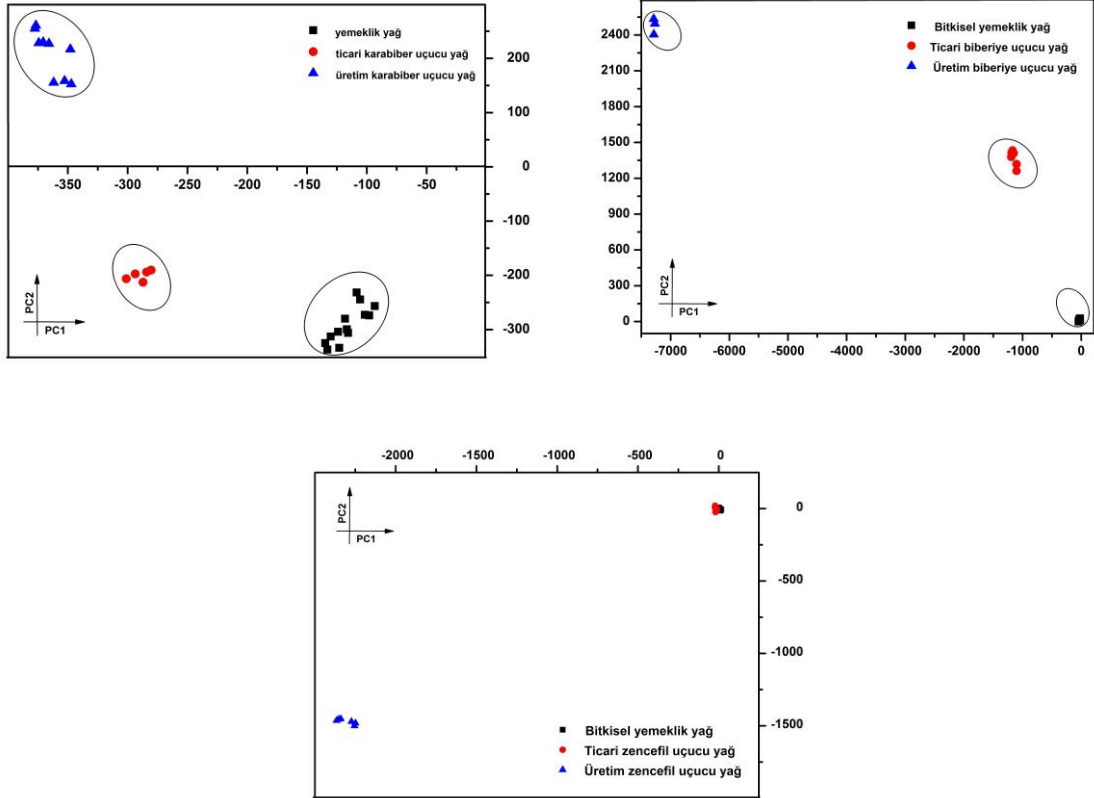 yemeklik yağ
ticari karabiber uçucu yağ
üretim karabiber uçucu yağ
200
100
0
-350 -300 -250 -200 -150 -100 -50
-100
-200
-300
PC2
PC1
Bitkisel yemeklik yağ
Ticari biberiye uçucu yağ
Üretim biberiye uçucu yağ
2400
2100
1800
1500
1200
900
600
300
0
PC2
PC1
-7000 -6000 -5000 -4000 -3000 -2000 -1000 0
-2000 -1500 -1000 -500 0
PC2
PC1
0
-500
-1000
-1500
Bitkisel yemeklik yağ
Ticari zencefil uçucu yağ
Üretim zencefil uçucu yağ